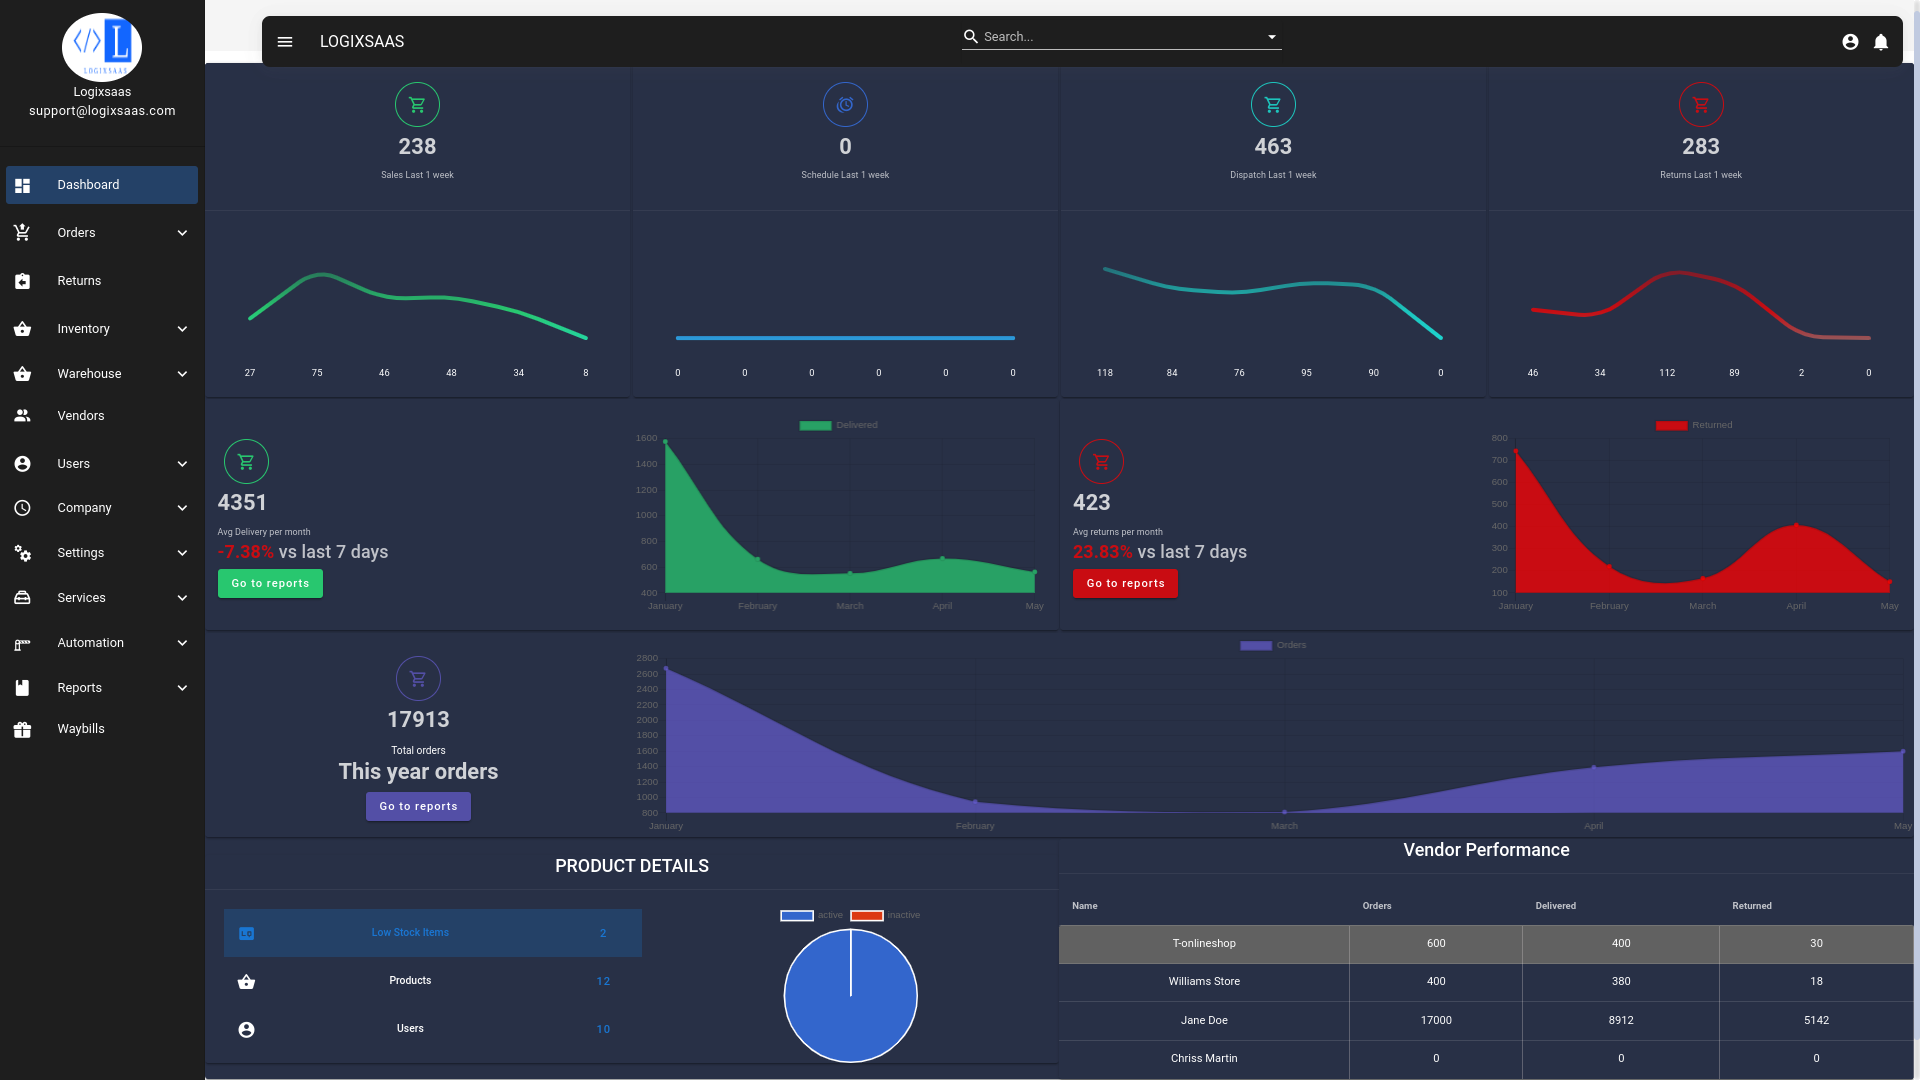 </> L
LOGIXSAAS
Logixsaas
support@logixsaas.com
Dashboard
Orders
Returns
Inventory
Warehouse
Vendors
Users
Company
Settings
Services
Automation
Reports
Waybills
LOGIXSAAS
Search...
238
Sales Last 1 week
27 75 46 48 34 8
0
Schedule Last 1 week
0 0 0 0 0 0
463
Dispatch Last 1 week
118 84 76 95 90 0
283
Returns Last 1 week
46 34 112 89 2 0
4351
Avg Delivery per month
-7.38% vs last 7 days
Go to reports
Delivered
1600
1400
1200
1000
800
600
400
January February March April May
423
Avg returns per month
23.83% vs last 7 days
Go to reports
Returned
800
700
600
500
400
300
200
100
January February March April May
17913
Total orders
This year orders
Go to reports
Orders
2800
2600
2400
2200
2000
1800
1600
1400
1200
1000
800
January February March April May
PRODUCT DETAILS
Low Stock Items 2
Products 12
Users 10
active inactive
Vendor Performance
Name Orders Delivered Returned
T-onlineshop 600 400 30
Williams Store 400 380 18
Jane Doe 17000 8912 5142
Chriss Martin 0 0 0